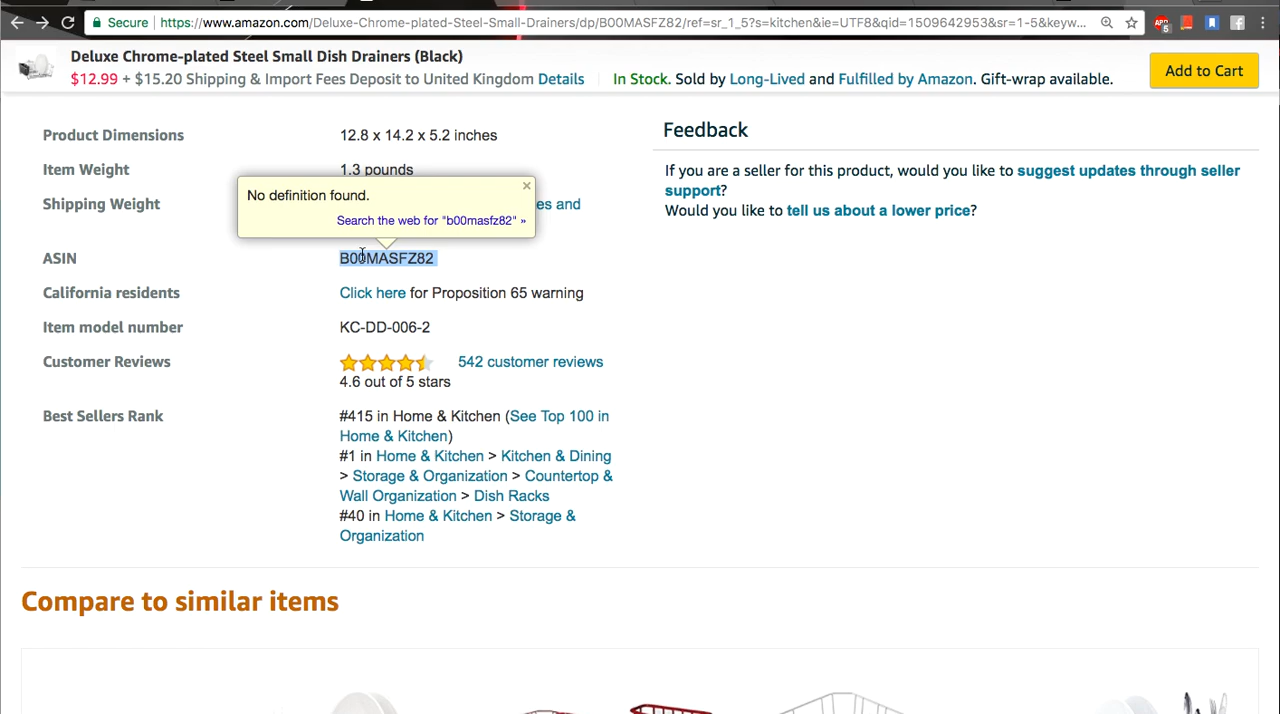 Secure https://www.amazon.com/Deluxe-Chrome-plated-Steel-Small-Drainers/dp/B00MASFZ82/ref=sr_1_5?s=kitchen&ie=UTF8&qid=1509642953&sr=1-5&keyw...
5
Deluxe Chrome-plated Steel Small Dish Drainers (Black)
$12.99 + $15.20 Shipping & Import Fees Deposit to United Kingdom Details
In Stock. Sold by Long-Lived and Fulfilled by Amazon. Gift-wrap available.
Add to Cart
Product Dimensions 12.8 x 14.2 x 5.2 inches
Item Weight 1.3 pounds
Shipping Weight es and
No definition found.
Search the web for "b00masfz82" »
ASIN B00MASFZ82
California residents Click here for Proposition 65 warning
Item model number KC-DD-006-2
Customer Reviews 542 customer reviews
4.6 out of 5 stars
Best Sellers Rank #415 in Home & Kitchen (See Top 100 in
Home & Kitchen)
#1 in Home & Kitchen > Kitchen & Dining
> Storage & Organization > Countertop &
Wall Organization > Dish Racks
#40 in Home & Kitchen > Storage &
Organization
Feedback
If you are a seller for this product, would you like to suggest updates through seller
support?
Would you like to tell us about a lower price?
Compare to similar items